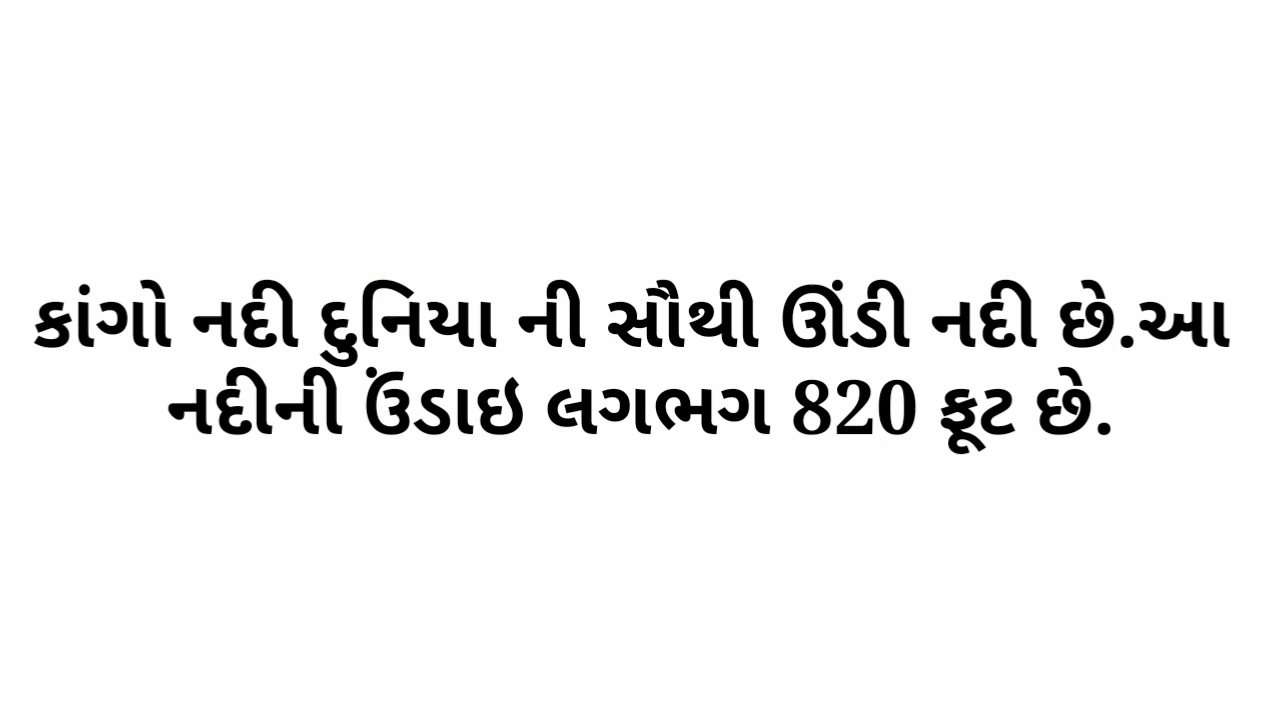 કાંગો નદી દુનિયા ની સૌથી ઊંડી નદી છે.આ
નદીની ઉંડાઇ લગભગ 820 ફૂટ છે.